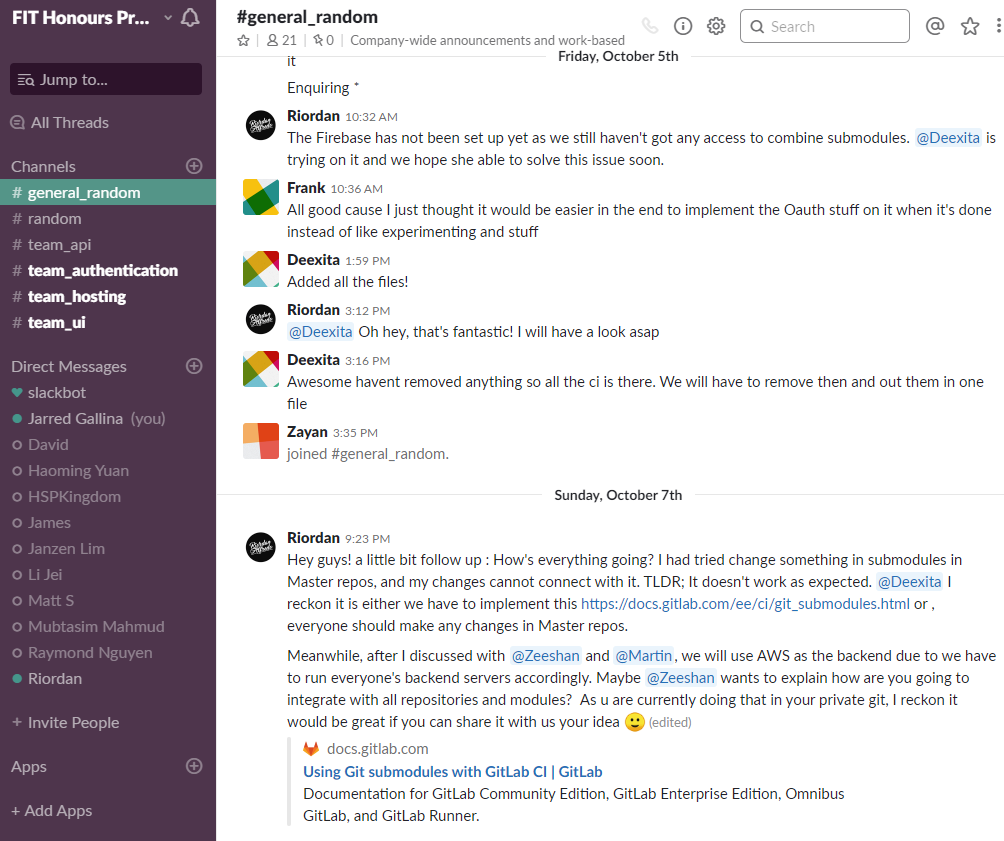 FIT Honours Pr...
Jump to...
All Threads
Channels
# general_random
# random
# team_api
# team_authentication
# team_hosting
# team_ui
Direct Messages
slackbot
Jarred Gallina (you)
David
Haoming Yuan
HSPKingdom
James
Janzen Lim
Li Jei
Matt S
Mubtasim Mahmud
Raymond Nguyen
Riordan
+ Invite People
Apps
+ Add Apps
#general_random
21 | 0 | Company-wide announcements and work-based
Search
Friday, October 5th
it
Enquiring *
Riordan 10:32 AM
The Firebase has not been set up yet as we still haven't got any access to combine submodules. @Deexita is
trying on it and we hope she able to solve this issue soon.
Frank 10:36 AM
All good cause I just thought it would be easier in the end to implement the Oauth stuff on it when it's done
instead of like experimenting and stuff
Deexita 1:59 PM
Added all the files!
Riordan 3:12 PM
@Deexita Oh hey, that's fantastic! I will have a look asap
Deexita 3:16 PM
Awesome havent removed anything so all the ci is there. We will have to remove then and out them in one
file
Zayan 3:35 PM
joined #general_random.
Sunday, October 7th
Riordan 9:23 PM
Hey guys! a little bit follow up : How's everything going? I had tried change something in submodules in
Master repos, and my changes cannot connect with it. TLDR; It doesn't work as expected. @Deexita I
reckon it is either we have to implement this https://docs.gitlab.com/ee/ci/git_submodules.html or ,
everyone should make any changes in Master repos.
Meanwhile, after I discussed with @Zeeshan and @Martin, we will use AWS as the backend due to we have
to run everyone's backend servers accordingly. Maybe @Zeeshan wants to explain how are you going to
integrate with all repositories and modules? As u are currently doing that in your private git, I reckon it
would be great if you can share it with us your idea 🙂 (edited)
docs.gitlab.com
Using Git submodules with GitLab CI | GitLab
Documentation for GitLab Community Edition, GitLab Enterprise Edition, Omnibus
GitLab, and GitLab Runner.